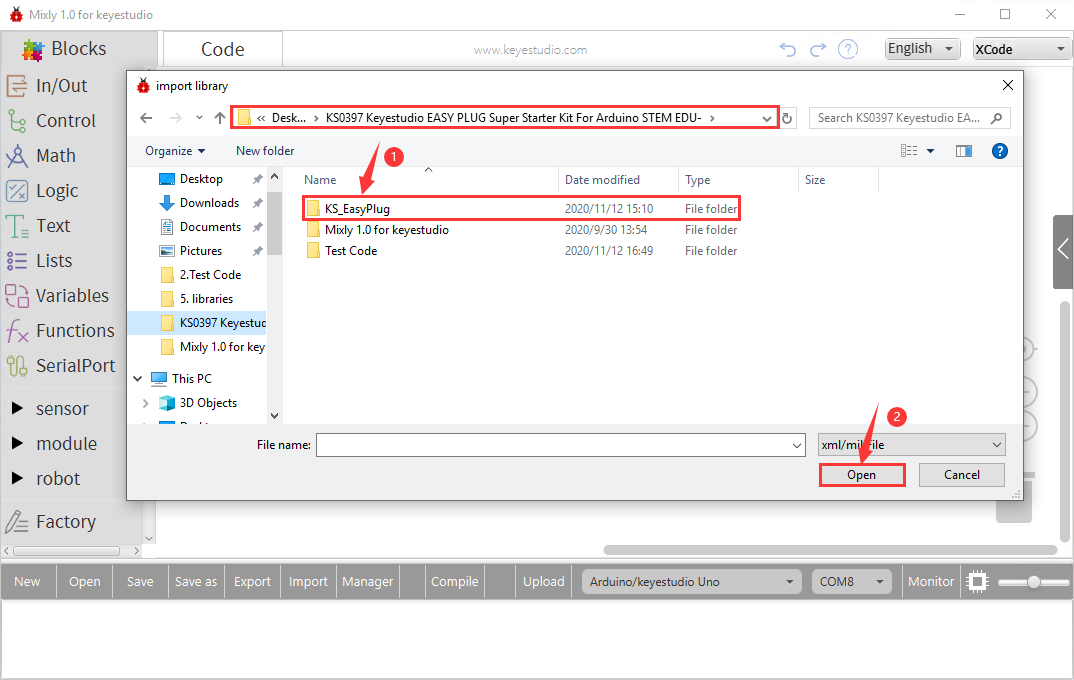 Mixly 1.0 for keyestudio
Blocks
Code
www.keyestudio.com
English
XCode
In/Out
Control
Math
Logic
Text
Lists
Variables
Functions
SerialPort
sensor
module
robot
Factory
import library
« Desk... › KS0397 Keyestudio EASY PLUG Super Starter Kit For Arduino STEM EDU- ›
Search KS0397 Keyestudio EA...
Organize
New folder
1
Name
Date modified
Type
Size
Desktop
Downloads
Documents
Pictures
2.Test Code
5. libraries
KS0397 Keyestud
Mixly 1.0 for key
This PC
3D Objects
KS_EasyPlug 2020/11/12 15:10 File folder
Mixly 1.0 for keyestudio 2020/9/30 13:54 File folder
Test Code 2020/11/12 16:49 File folder
2
File name:
xml/mil file
Open
Cancel
New
Open
Save
Save as
Export
Import
Manager
Compile
Upload
Arduino/keyestudio Uno
COM8
Monitor